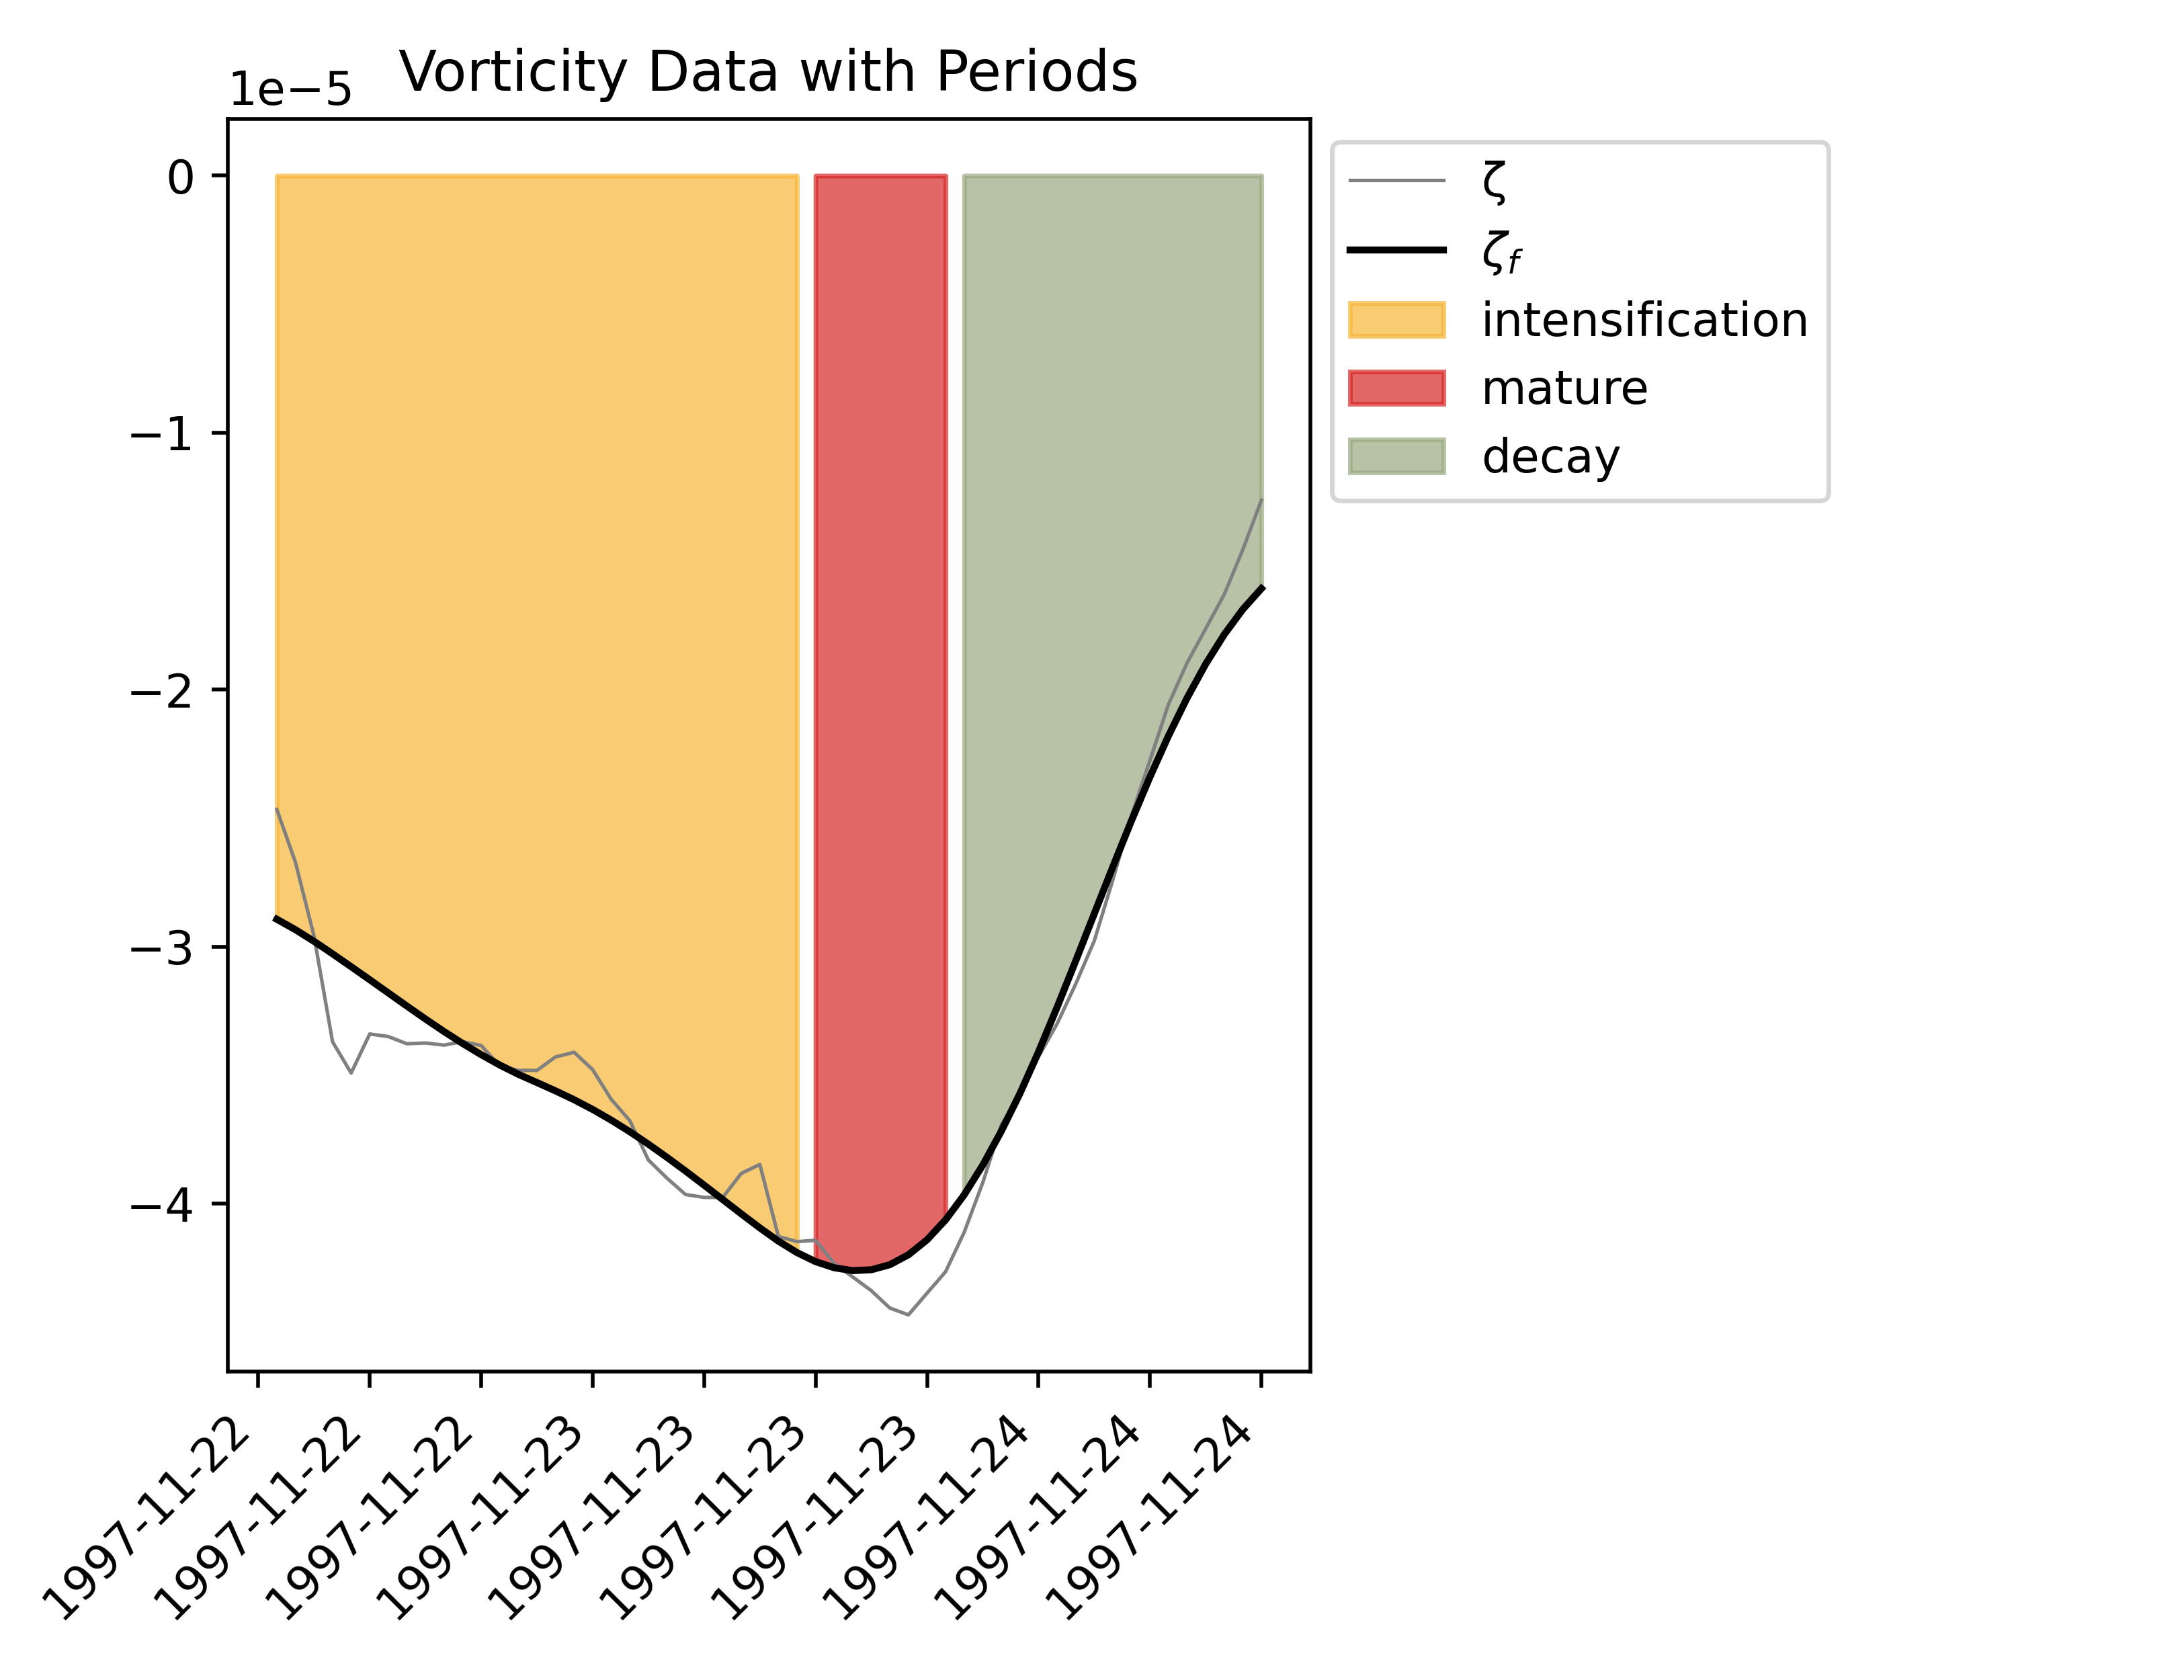 Vorticity Data with Periods
1e−5
0
−1
−2
−3
−4
ζ
ζf
intensification
mature
decay
1997-11-22
1997-11-22
1997-11-22
1997-11-23
1997-11-23
1997-11-23
1997-11-23
1997-11-24
1997-11-24
1997-11-24